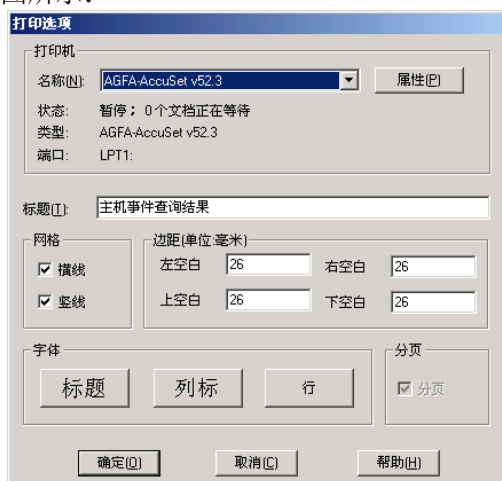 图所示:
打印选项
打印机
名称(N): AGFA-AccuSet v52.3 属性(P)
状态: 暂停; 0个文档正在等待
类型: AGFA-AccuSet v52.3
端口: LPT1:
标题(T): 主机事件查询结果
网格 边距(单位:毫米)
横线 左空白 26 右空白 26
竖线 上空白 26 下空白 26
字体 分页
标题 列标 行 分页
确定(O) 取消(C) 帮助(H)